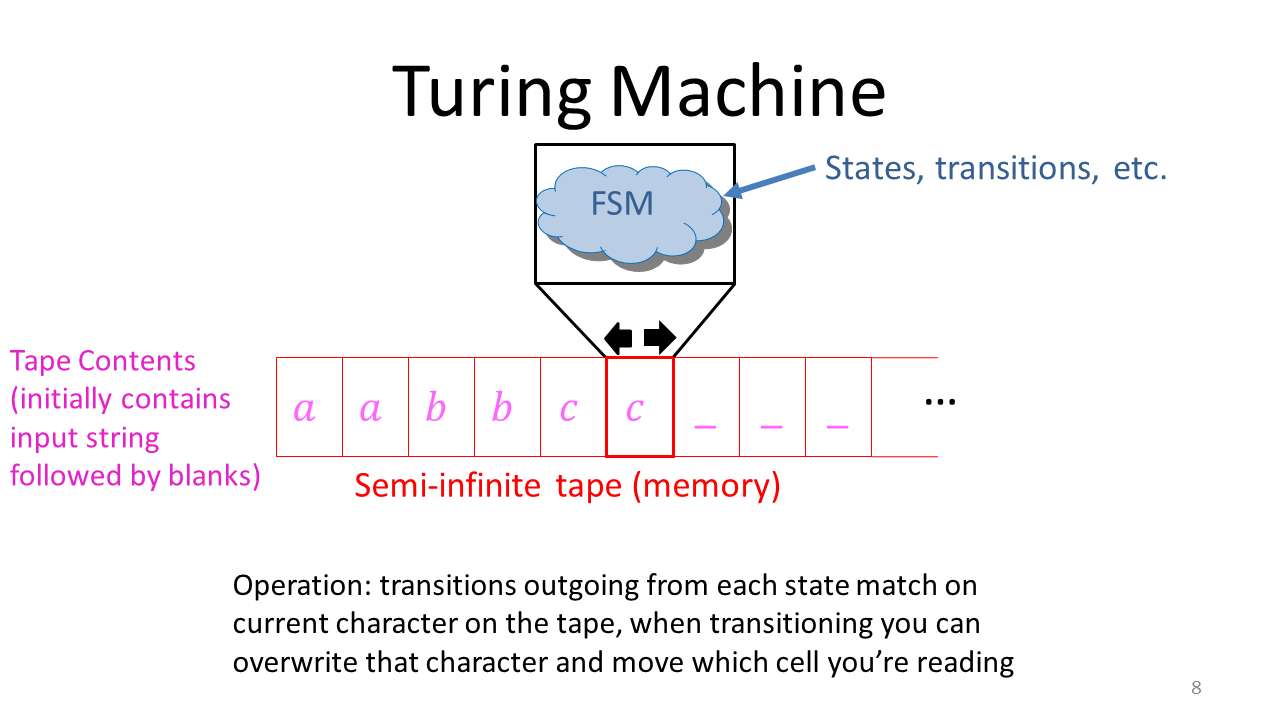 Turing Machine
FSM
States, transitions, etc.
Tape Contents
(initially contains
input string
followed by blanks)
a a b b c c _ _ _ ...
Semi-infinite tape (memory)
Operation: transitions outgoing from each state match on
current character on the tape, when transitioning you can
overwrite that character and move which cell you’re reading
8